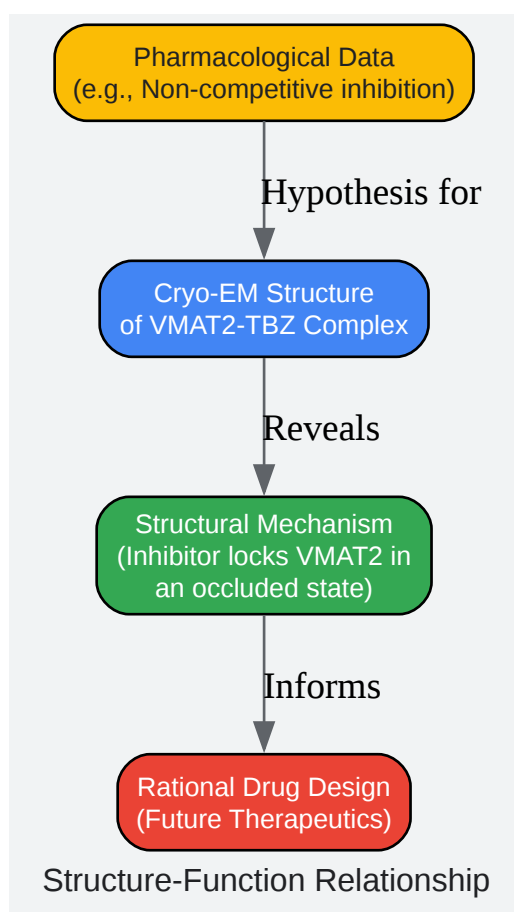 Pharmacological Data
(e.g., Non-competitive inhibition)
Hypothesis for
Cryo-EM Structure
of VMAT2-TBZ Complex
Reveals
Structural Mechanism
(Inhibitor locks VMAT2 in
an occluded state)
Informs
Rational Drug Design
(Future Therapeutics)
Structure-Function Relationship